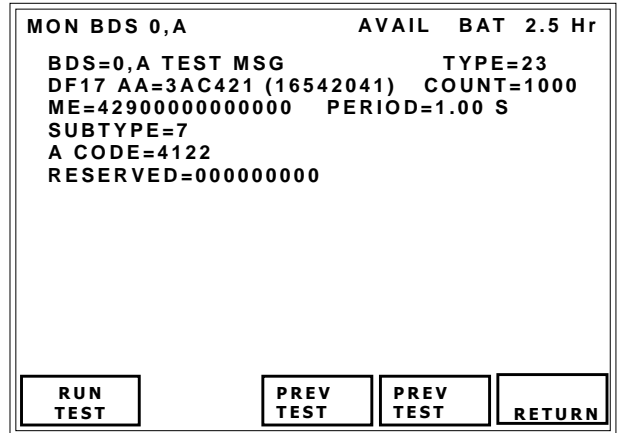 MON BDS 0,A AVAIL BAT 2.5 Hr
BDS=0,A TEST MSG TYPE=23
DF17 AA=3AC421 (16542041) COUNT=1000
ME=42900000000000 PERIOD=1.00 S
SUBTYPE=7
A CODE=4122
RESERVED=000000000
RUN
TEST
PREV
TEST
PREV
TEST
RETURN